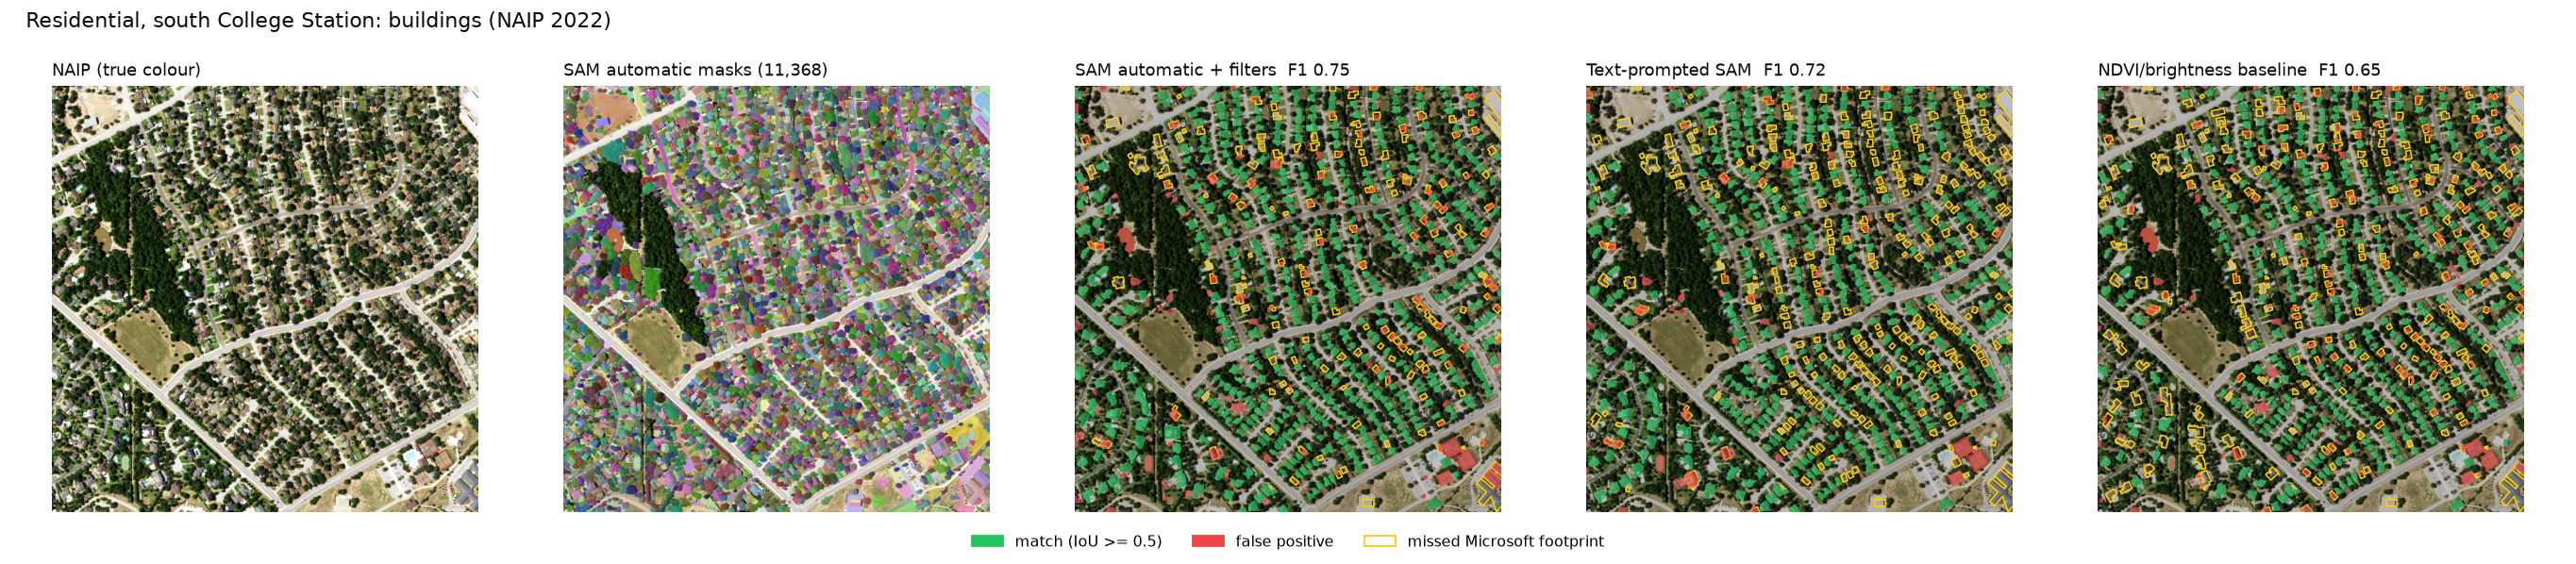 Residential, south College Station: buildings (NAIP 2022)
NAIP (true colour)
SAM automatic masks (11,368)
SAM automatic + filters F1 0.75
Text-prompted SAM F1 0.72
NDVI/brightness baseline F1 0.65
match (IoU >= 0.5)
false positive
missed Microsoft footprint